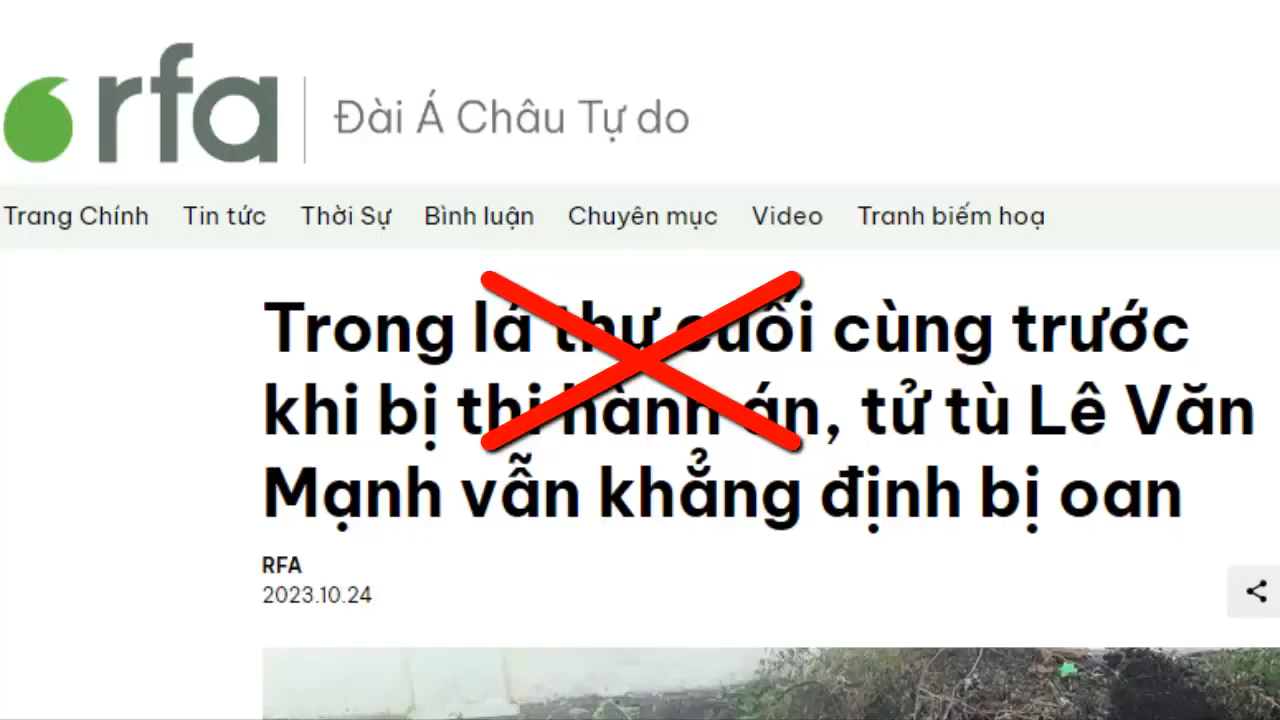 rfa Đài Á Châu Tự do
Trang Chính Tin tức Thời Sự Bình luận Chuyên mục Video Tranh biếm hoạ
Trong lá thư cuối cùng trước
khi bị thi hành án, tử tù Lê Văn
Mạnh vẫn khẳng định bị oan
RFA
2023.10.24